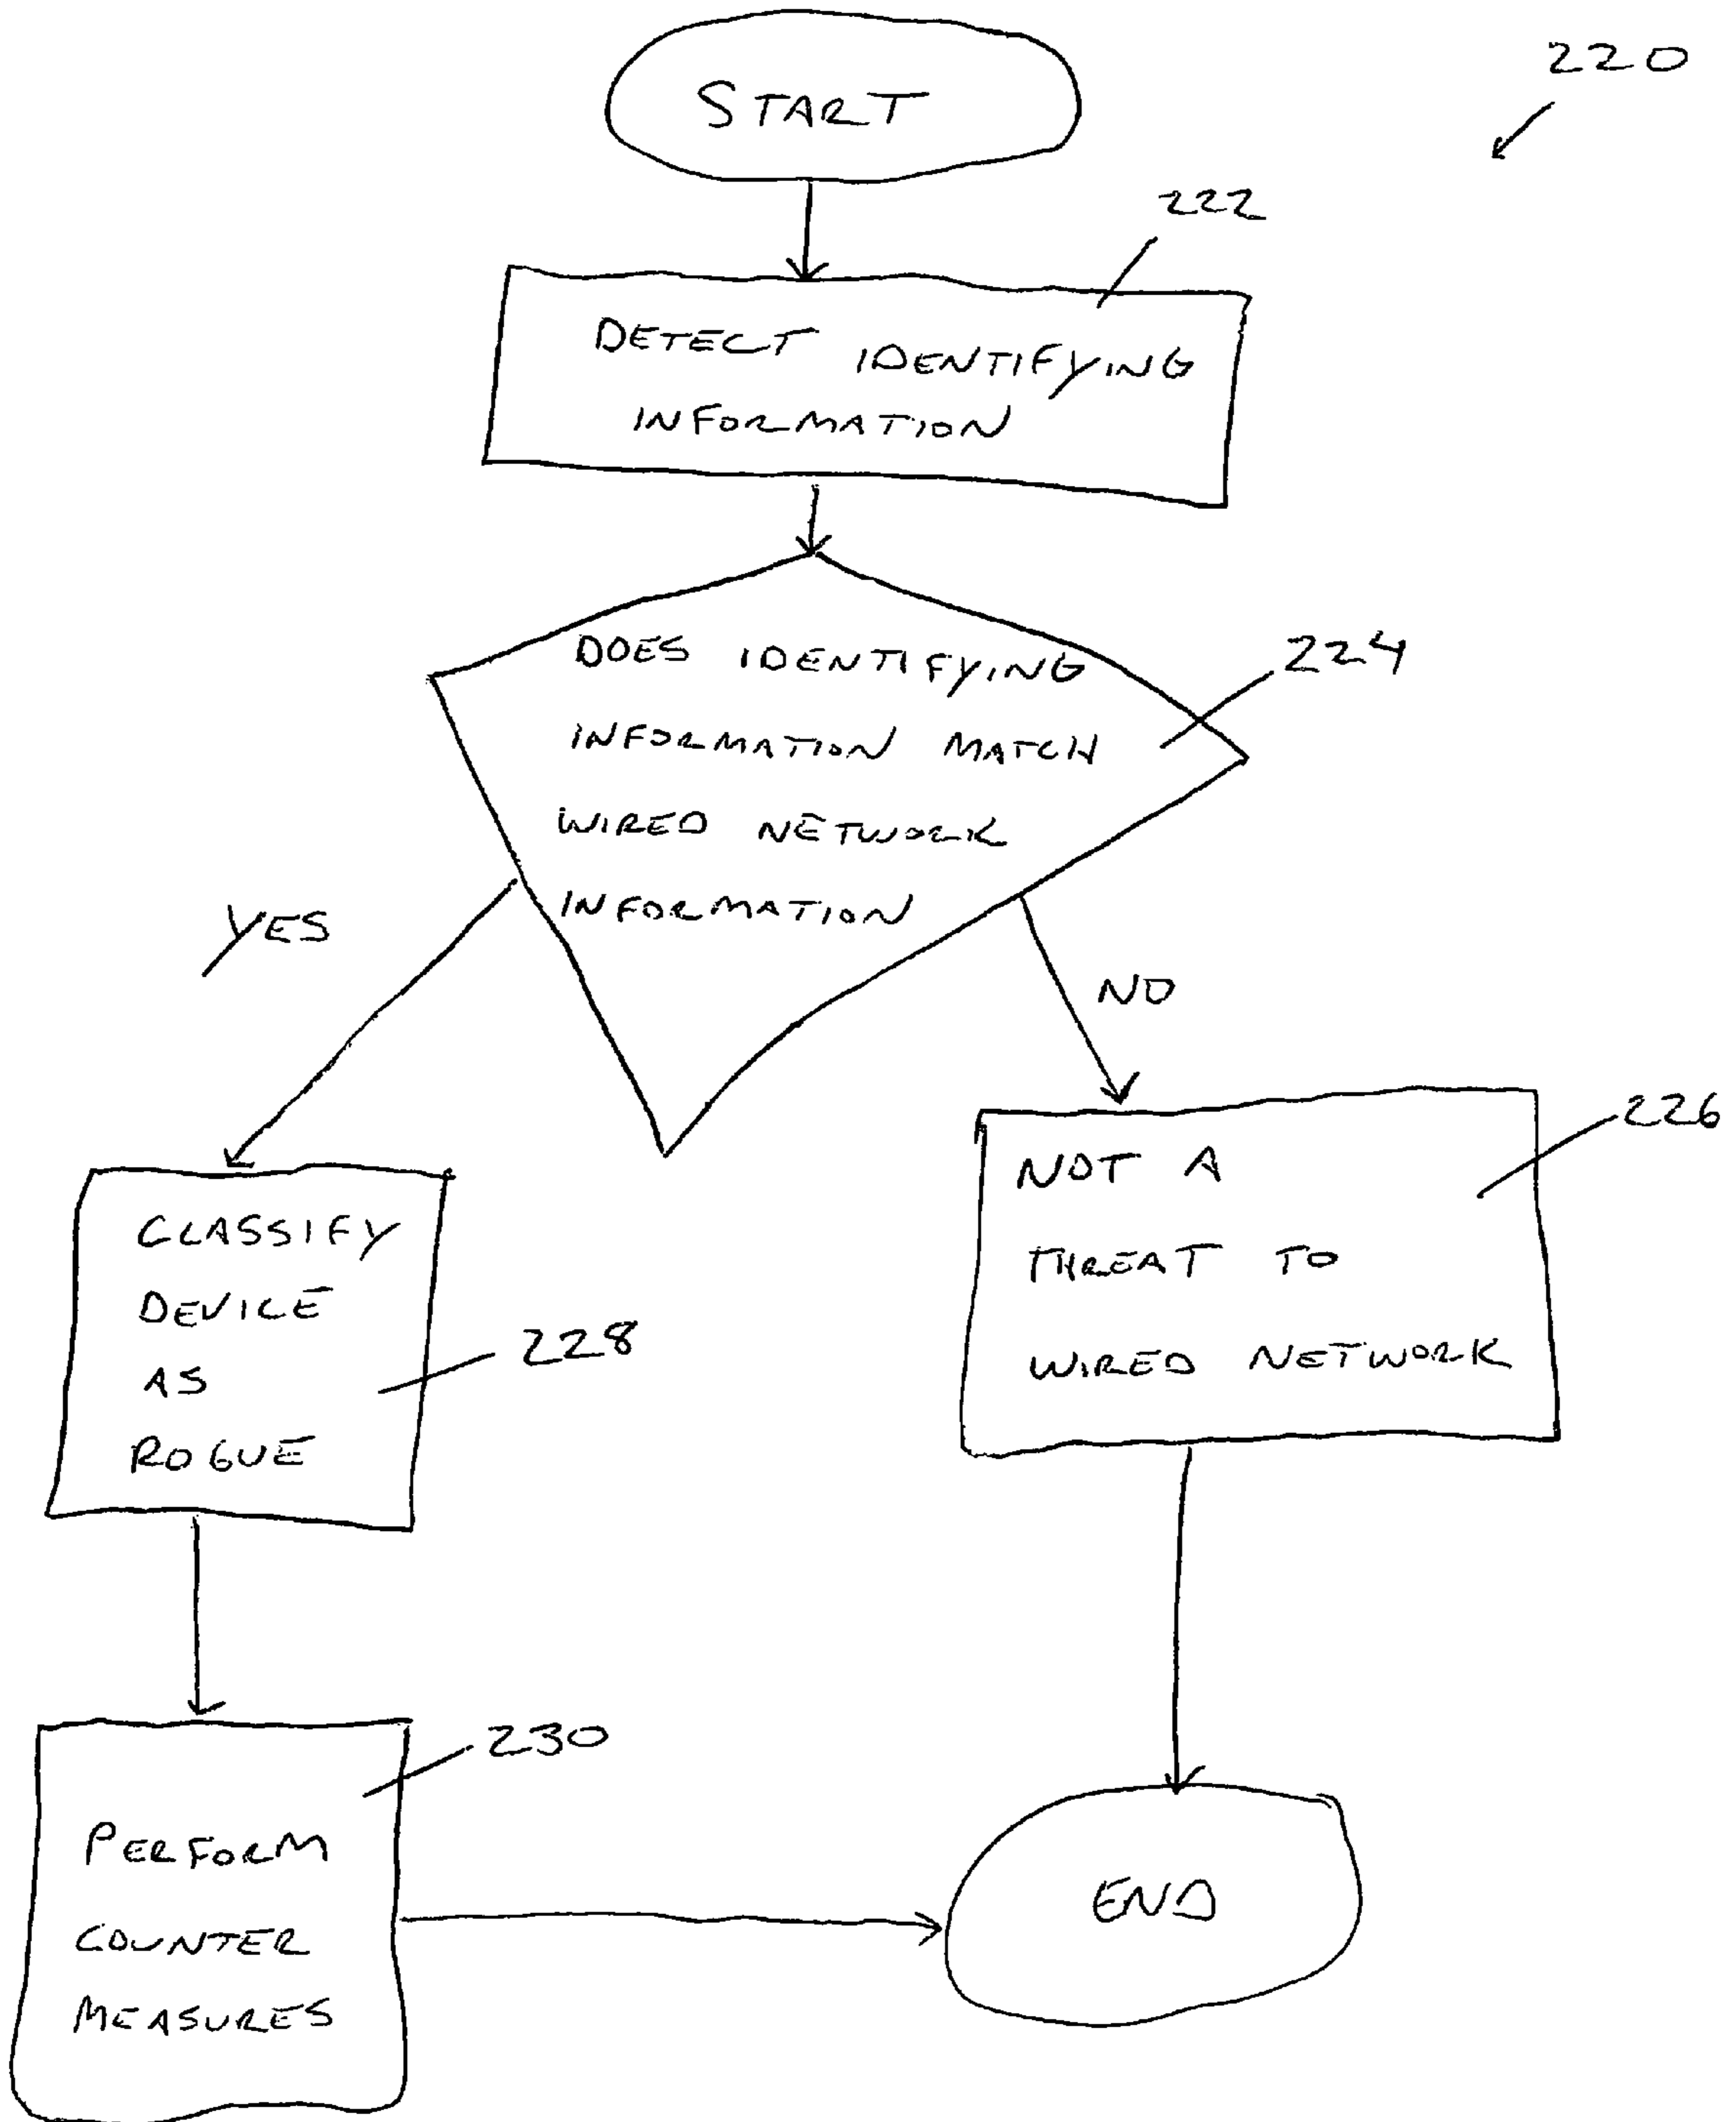 START
220
222
DETECT IDENTIFYING
INFORMATION
DOES IDENTIFYING
224
INFORMATION MATCH
WIRED NETWORK
INFORMATION
YES
NO
226
NOT A
THREAT TO
WIRED NETWORK
CLASSIFY
DEVICE
AS
ROGUE
228
230
PERFORM
COUNTER
MEASURES
END